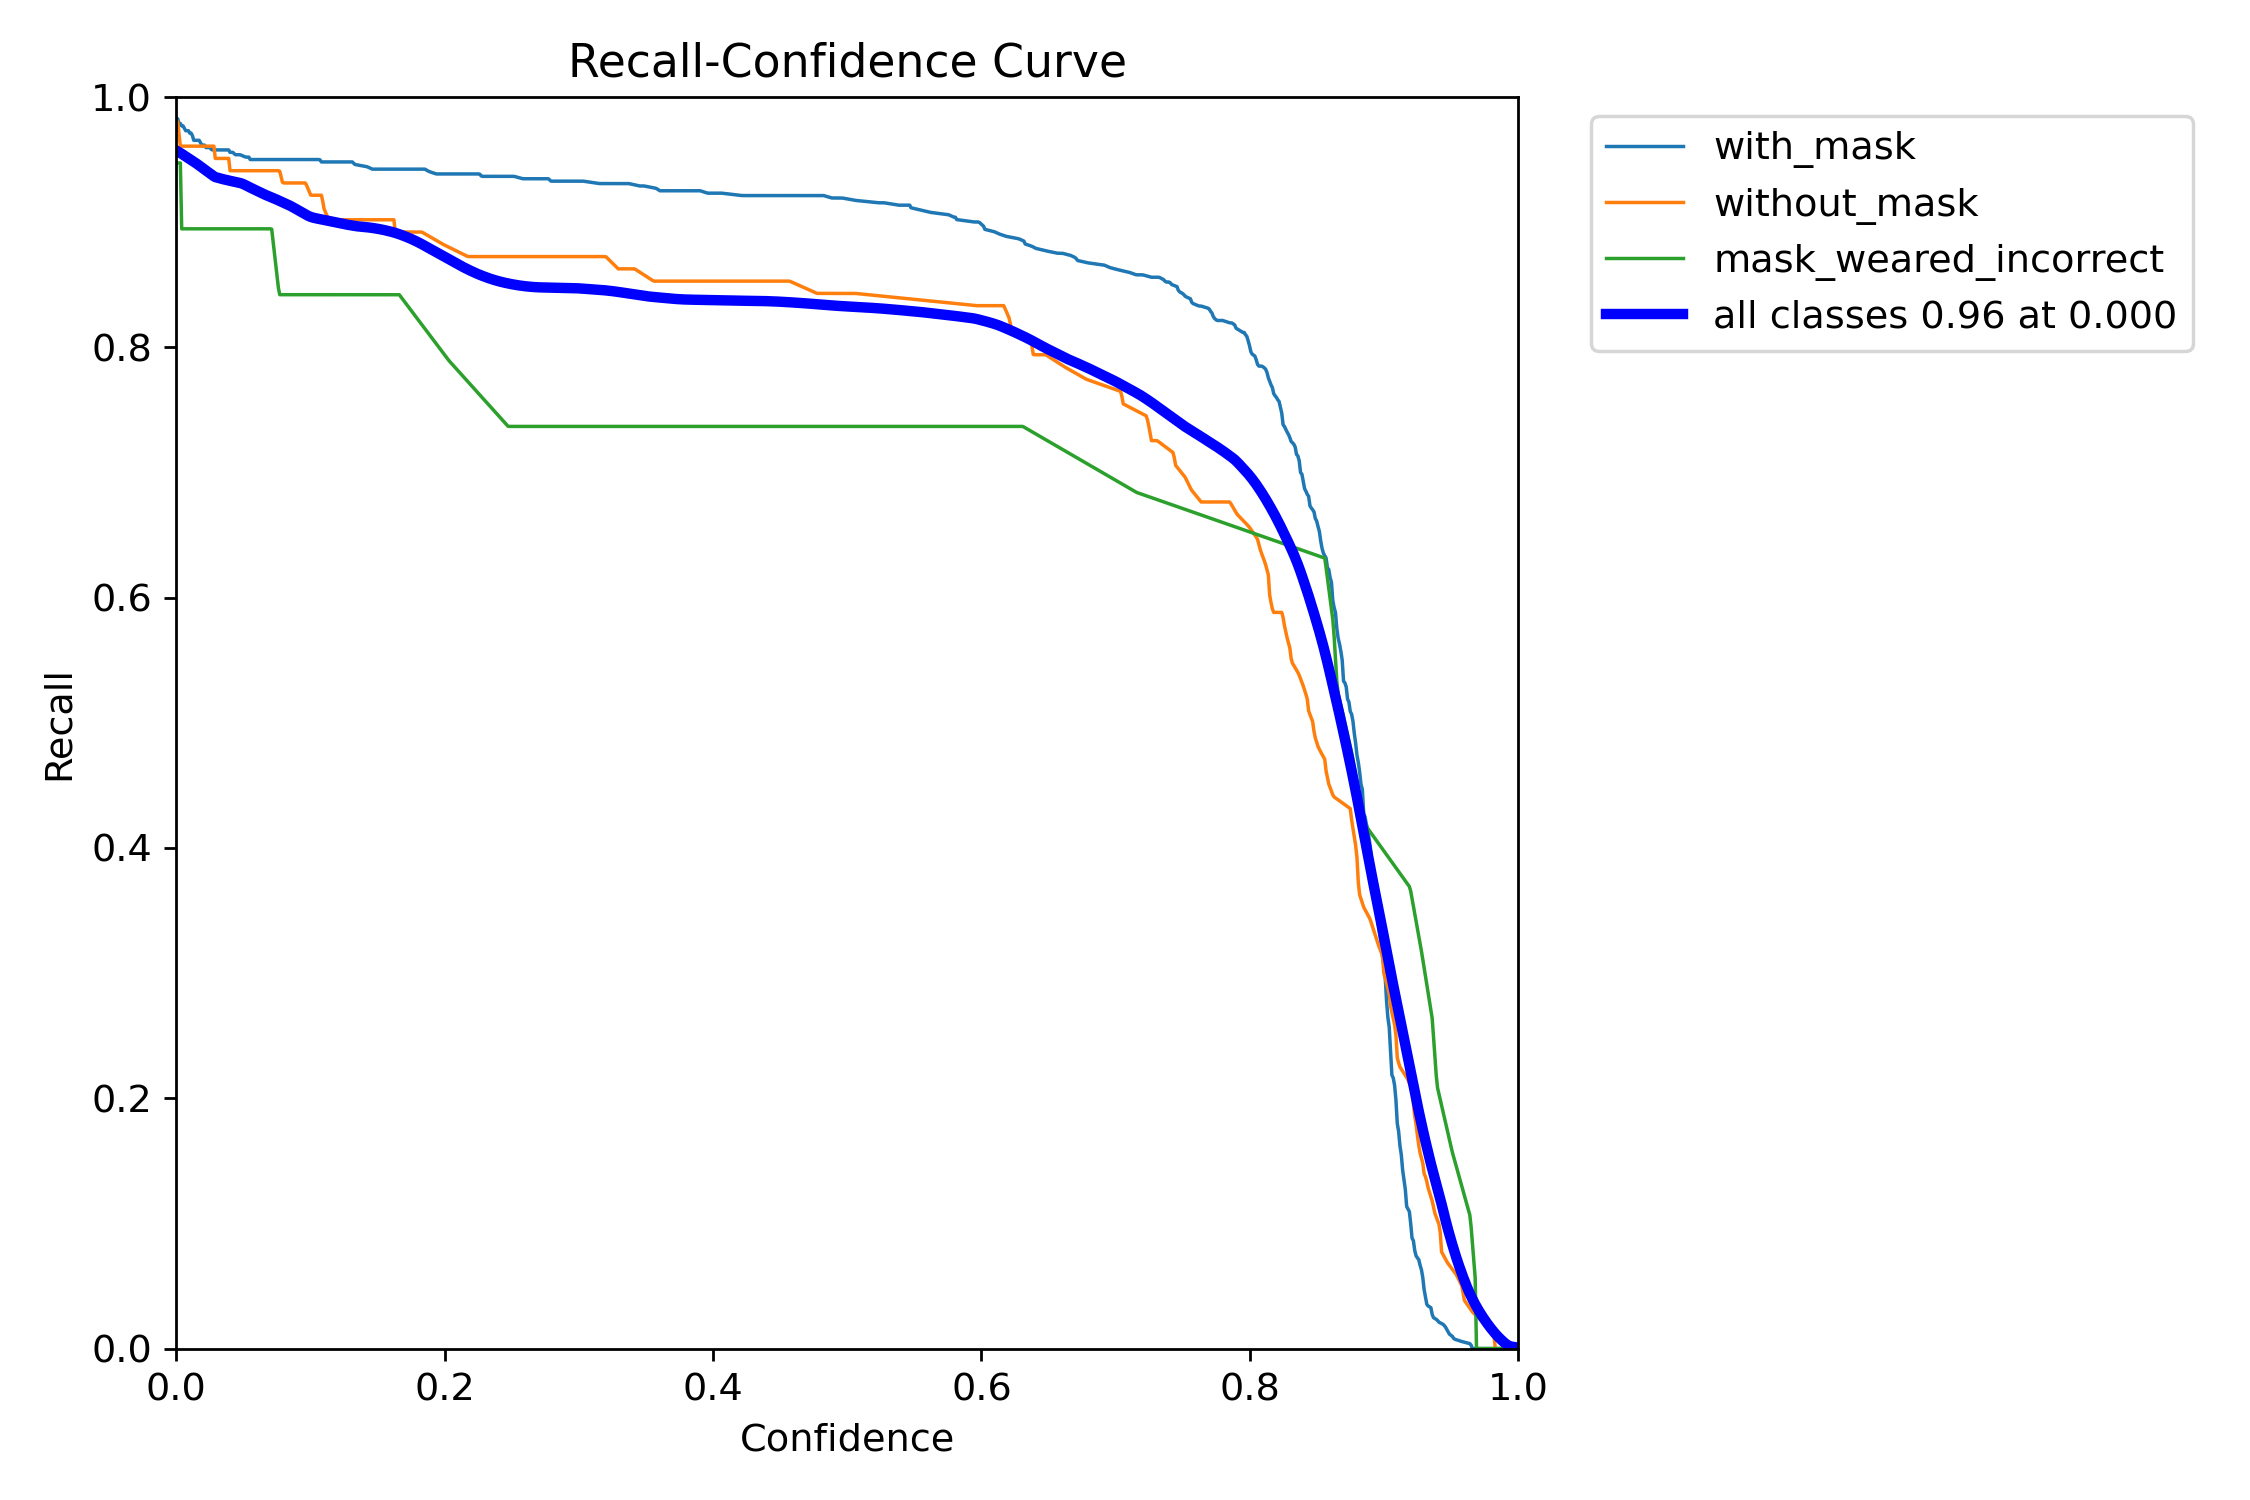 Recall-Confidence Curve
1.0
0.8
0.6
0.4
0.2
0.0
Recall
0.0 0.2 0.4 0.6 0.8 1.0
Confidence
with_mask
without_mask
mask_weared_incorrect
all classes 0.96 at 0.000